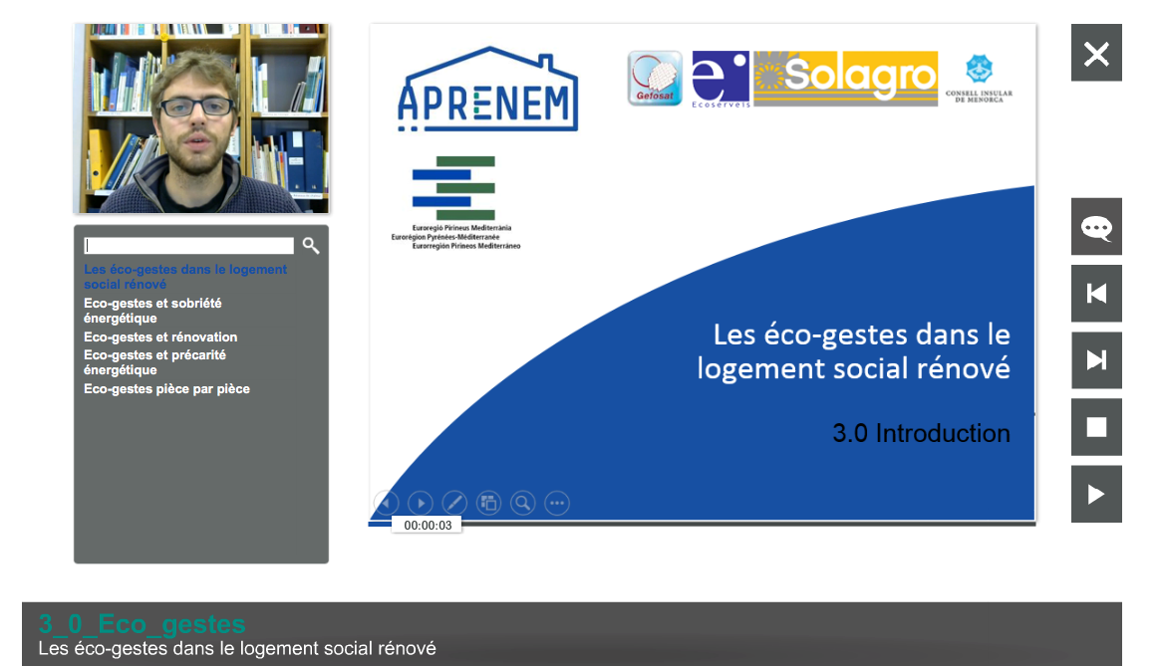 APRENEM
Gefosat
Ecoserveis
Solagro
CONSELL INSULAR
DE MENORCA
Euroregió Pirineus Mediterrània
Eurorégion Pyrénées-Méditerranée
Eurorregión Pirineos Mediterráneo
Les éco-gestes dans le logement
social rénové
Eco-gestes et sobriété
énergétique
Eco-gestes et rénovation
Eco-gestes et précarité
énergétique
Eco-gestes pièce par pièce
Les éco-gestes dans le
logement social rénové
3.0 Introduction
00:00:03
3_0_Eco_gestes
Les éco-gestes dans le logement social rénové